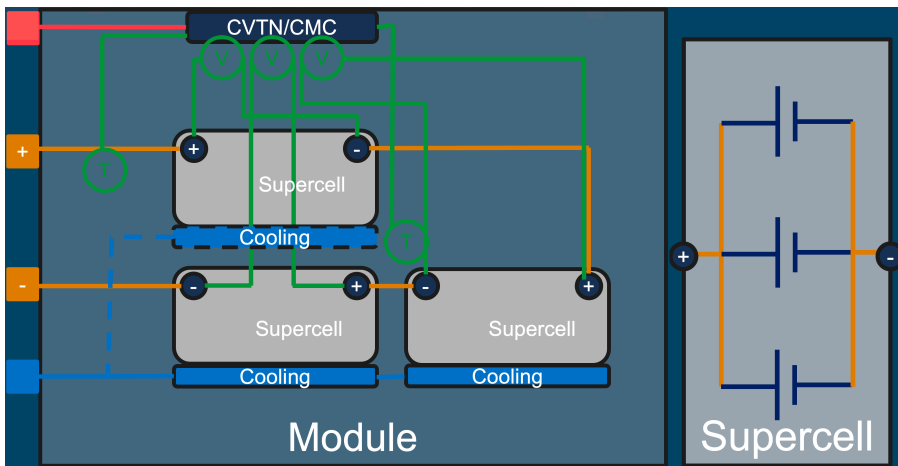 CVTN/CMC
V V V
+
T
+
-
Supercell
+
-
T
Cooling
-
-
+
-
+
Supercell
Supercell
Cooling
Cooling
Module
Supercell